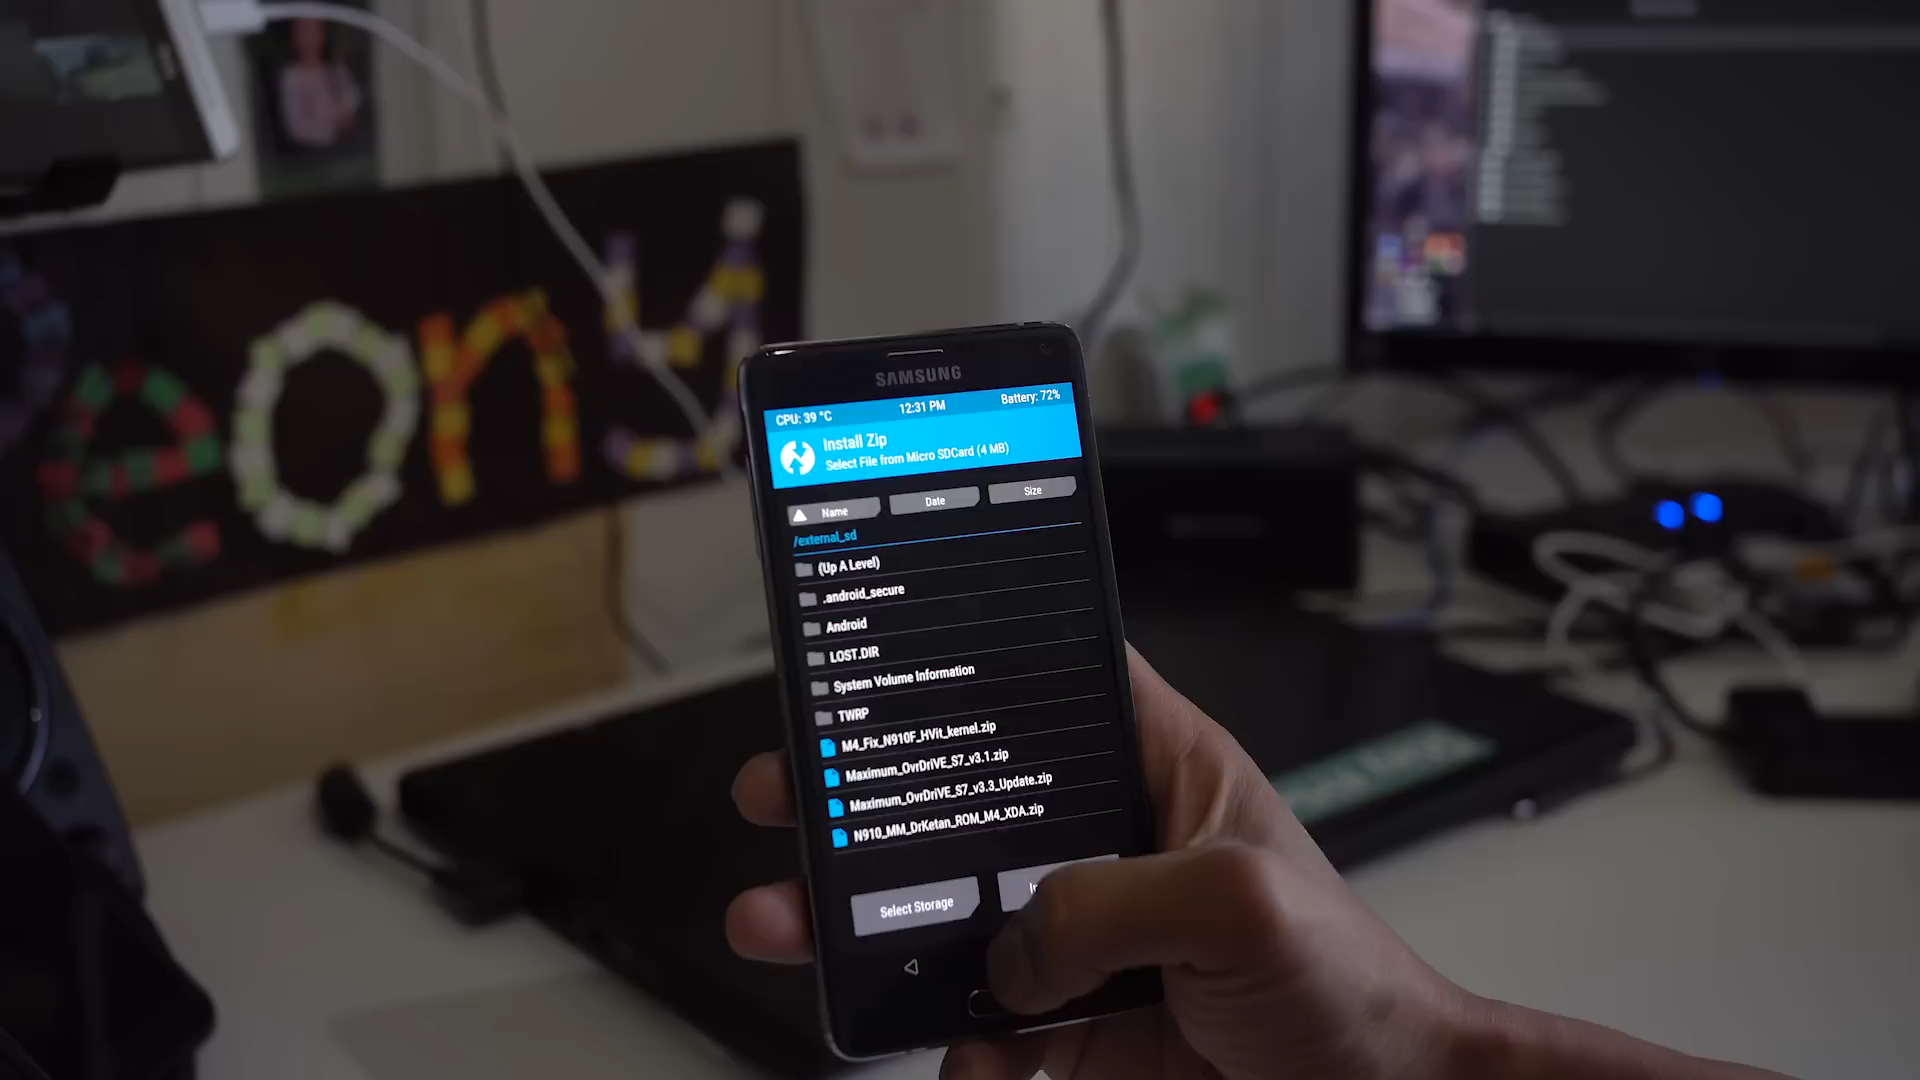 eony
SAMSUNG
CPU: 39 °C
12:31 PM
Battery: 72%
Install Zip
Select File from Micro SDCard (4 MB)
Name
Date
Size
/external_sd
(Up A Level)
.android_secure
Android
LOST.DIR
System Volume Information
TWRP
M4_Fix_N910F_HVit_kernel.zip
Maximum_OvrDriVE_S7_v3.1.zip
Maximum_OvrDriVE_S7_v3.3_Update.zip
N910_MM_DrKetan_ROM_M4_XDA.zip
Select Storage